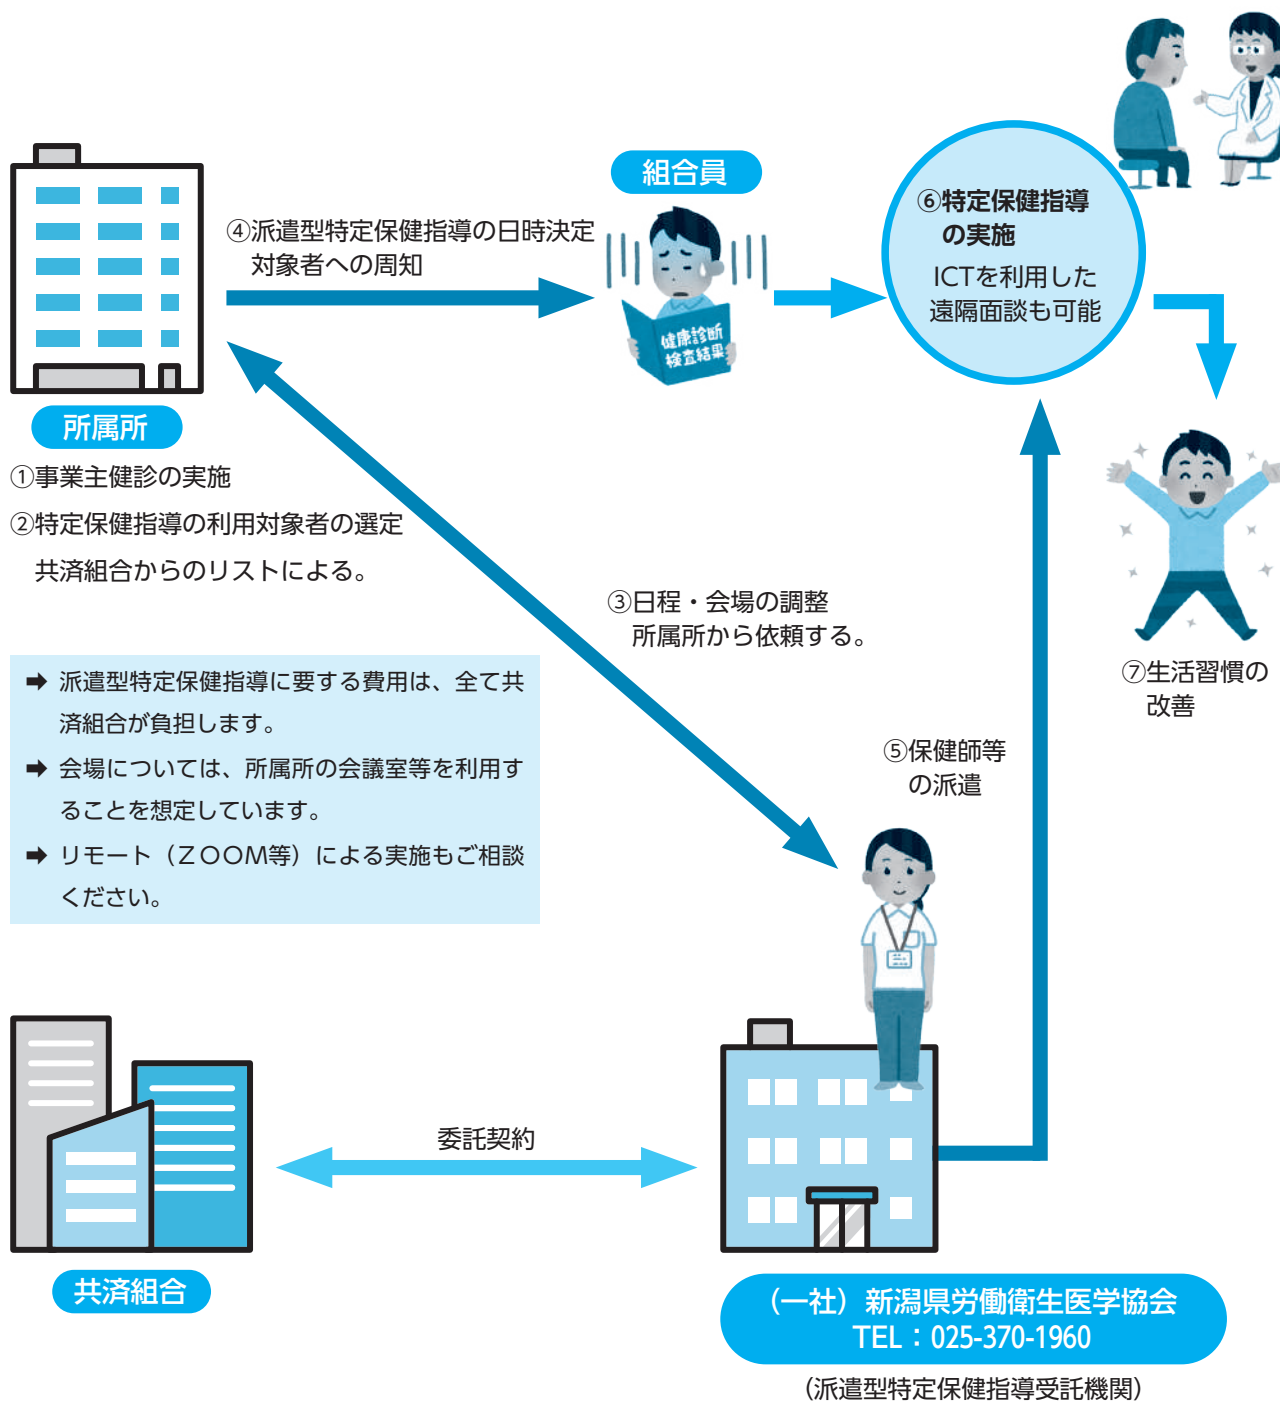 組合員
⑥特定保健指導
の実施
ICTを利用した
遠隔面談も可能
④派遣型特定保健指導の日時決定
対象者への周知
健康診断
検査結果
所属所
①事業主健診の実施
②特定保健指導の利用対象者の選定
共済組合からのリストによる。
③日程・会場の調整
所属所から依頼する。
➡ 派遣型特定保健指導に要する費用は、全て共
済組合が負担します。
➡ 会場については、所属所の会議室等を利用す
ることを想定しています。
➡ リモート（ＺＯＯＭ等）による実施もご相談
ください。
⑦生活習慣の
改善
⑤保健師等
の派遣
委託契約
共済組合
（一社）新潟県労働衛生医学協会
TEL：025-370-1960
（派遣型特定保健指導受託機関）